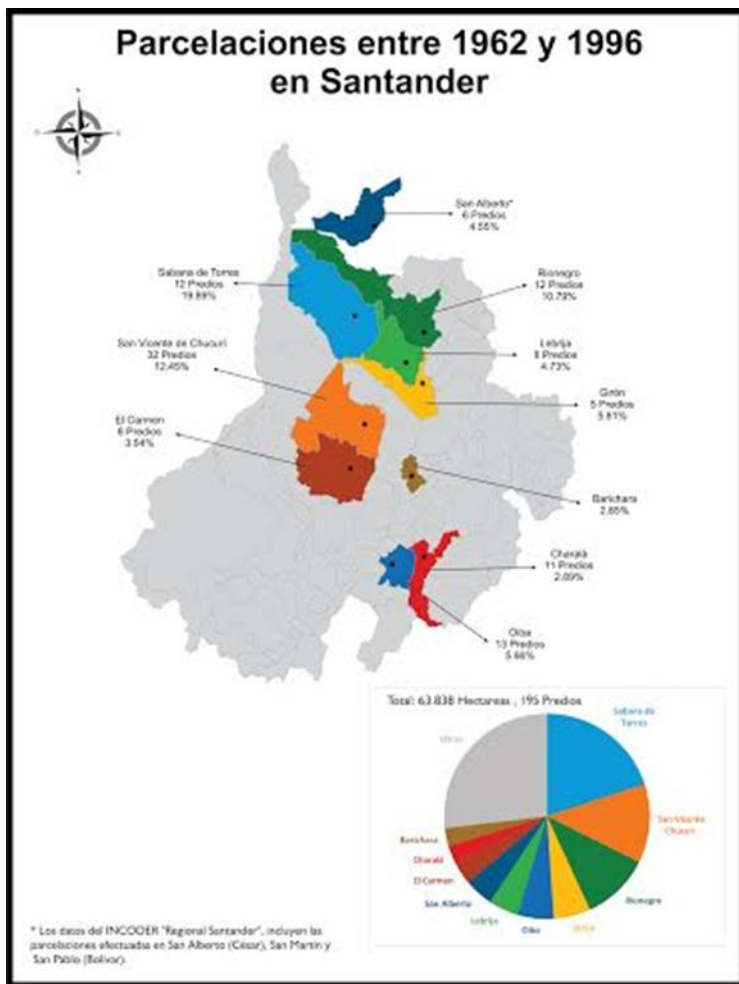 Parcelaciones entre 1962 y 1996
en Santander
San Alberto*
6 Predios
4.55%
Sabana de Torres
12 Predios
19.89%
Rionegro
12 Predios
10.79%
San Vicente de Chucurí
32 Predios
12.45%
Lebrija
8 Predios
4.73%
Girón
5 Predios
5.81%
El Carmen
6 Predios
3.54%
Barichara
2.65%
Charalá
11 Predios
2.89%
Oiba
13 Predios
5.66%
Total: 63.838 Hectareas , 195 Predios
Sabana de
Torres
Otros
San Vicente
Chucuri
Barichara
Charalá
El Carmen
Rionegro
San Alberto
Lebrija
Oiba
Girón
* Los datos del INCODER "Regional Santander", incluyen las
parcelaciones efectuadas en San Alberto (César), San Martín y
San Pablo (Bolívar).